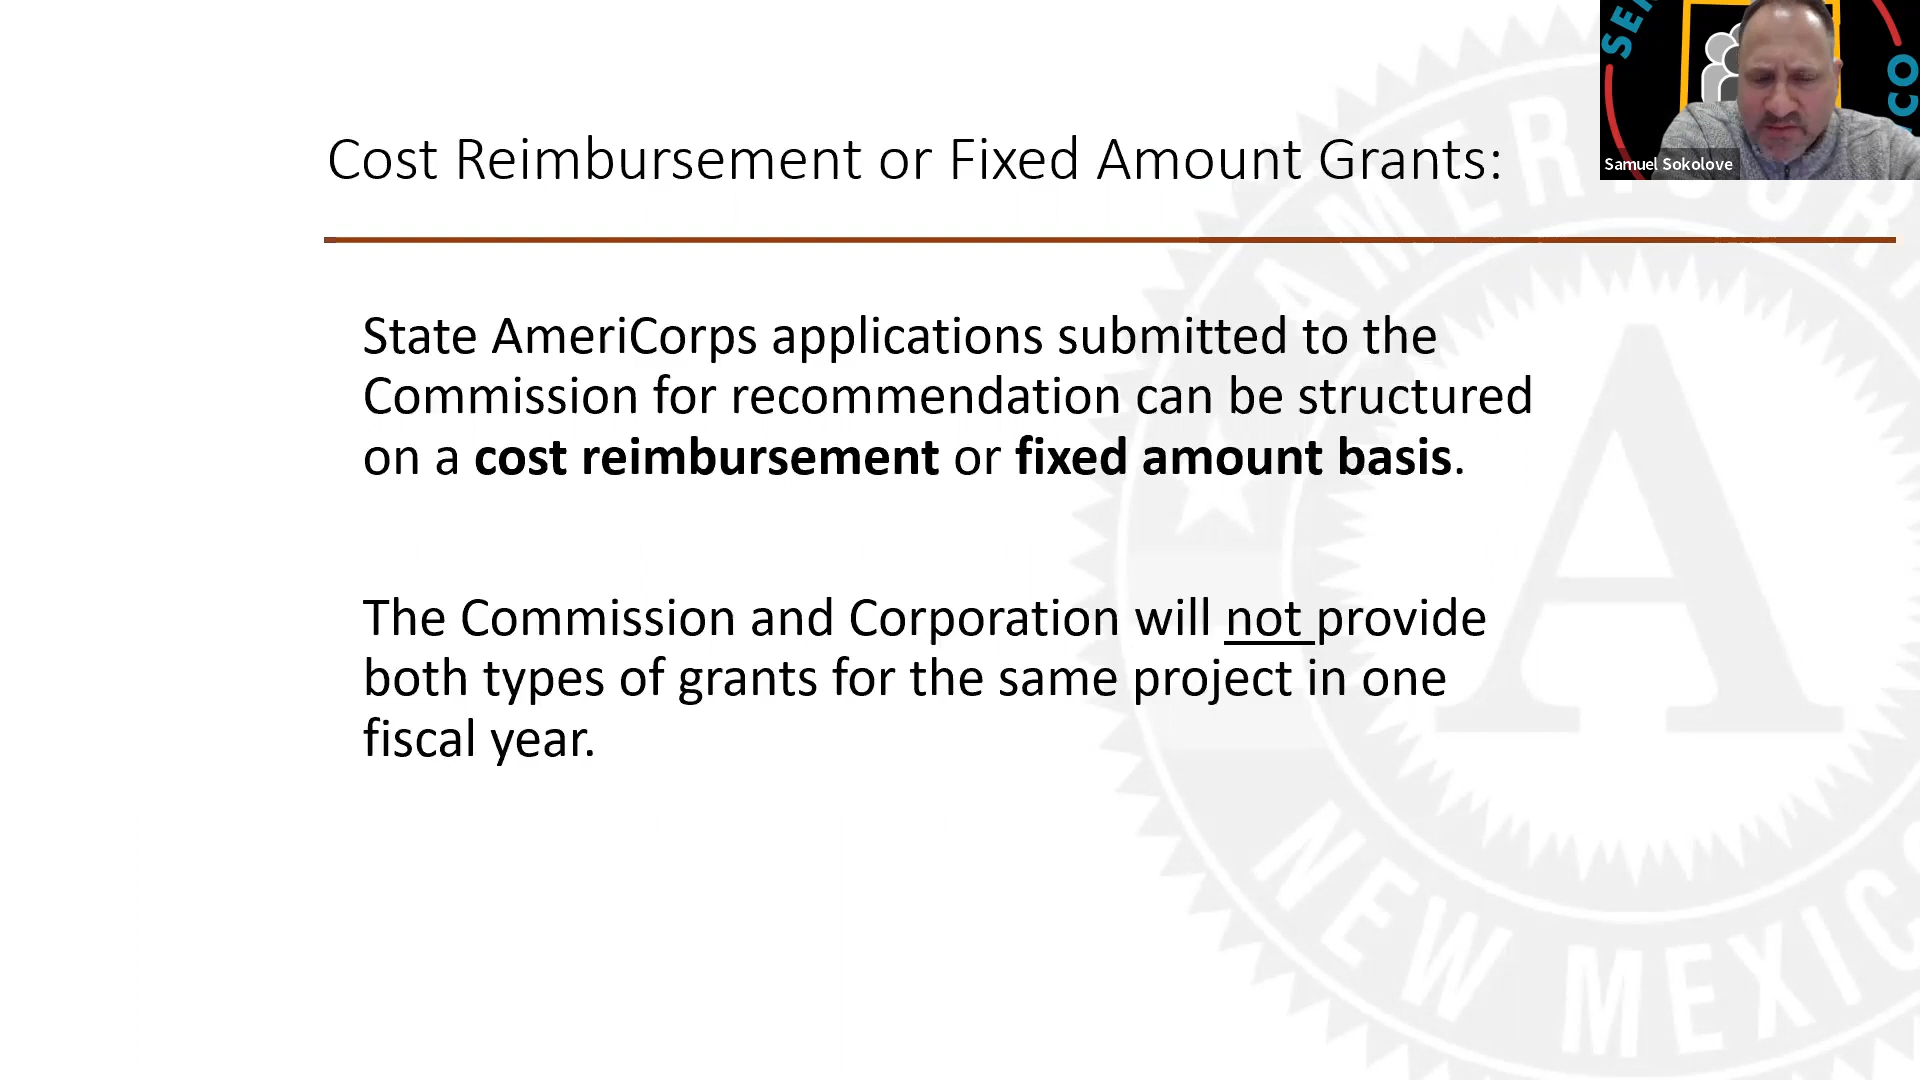 Cost Reimbursement or Fixed Amount Grants:
State AmeriCorps applications submitted to the
Commission for recommendation can be structured
on a cost reimbursement or fixed amount basis.
The Commission and Corporation will not provide
both types of grants for the same project in one
fiscal year.
Samuel Sokolove
NEW MEXICO
A